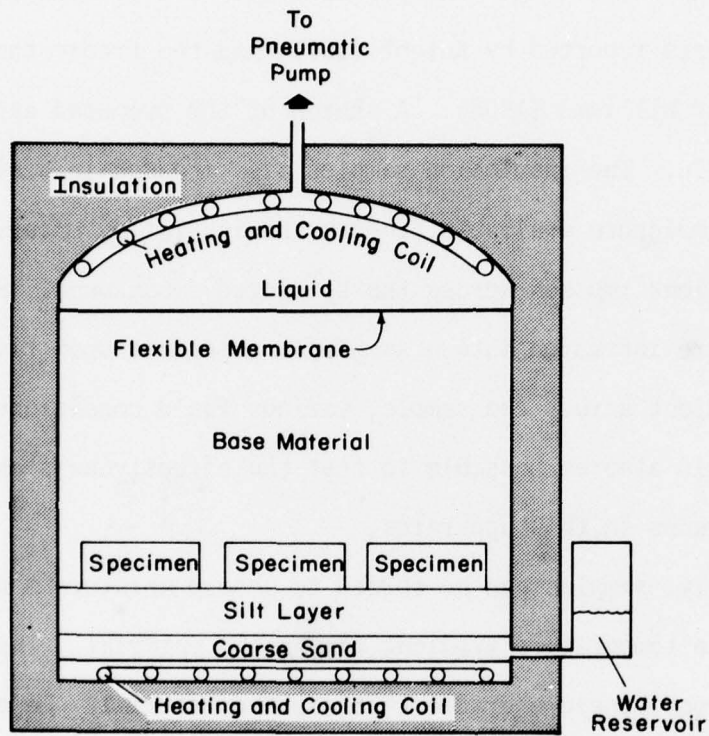 To
Pneumatic
Pump
Insulation
Heating and Cooling Coil
Liquid
Flexible Membrane
Base Material
Specimen Specimen Specimen
Silt Layer
Coarse Sand
Heating and Cooling Coil
Water
Reservoir